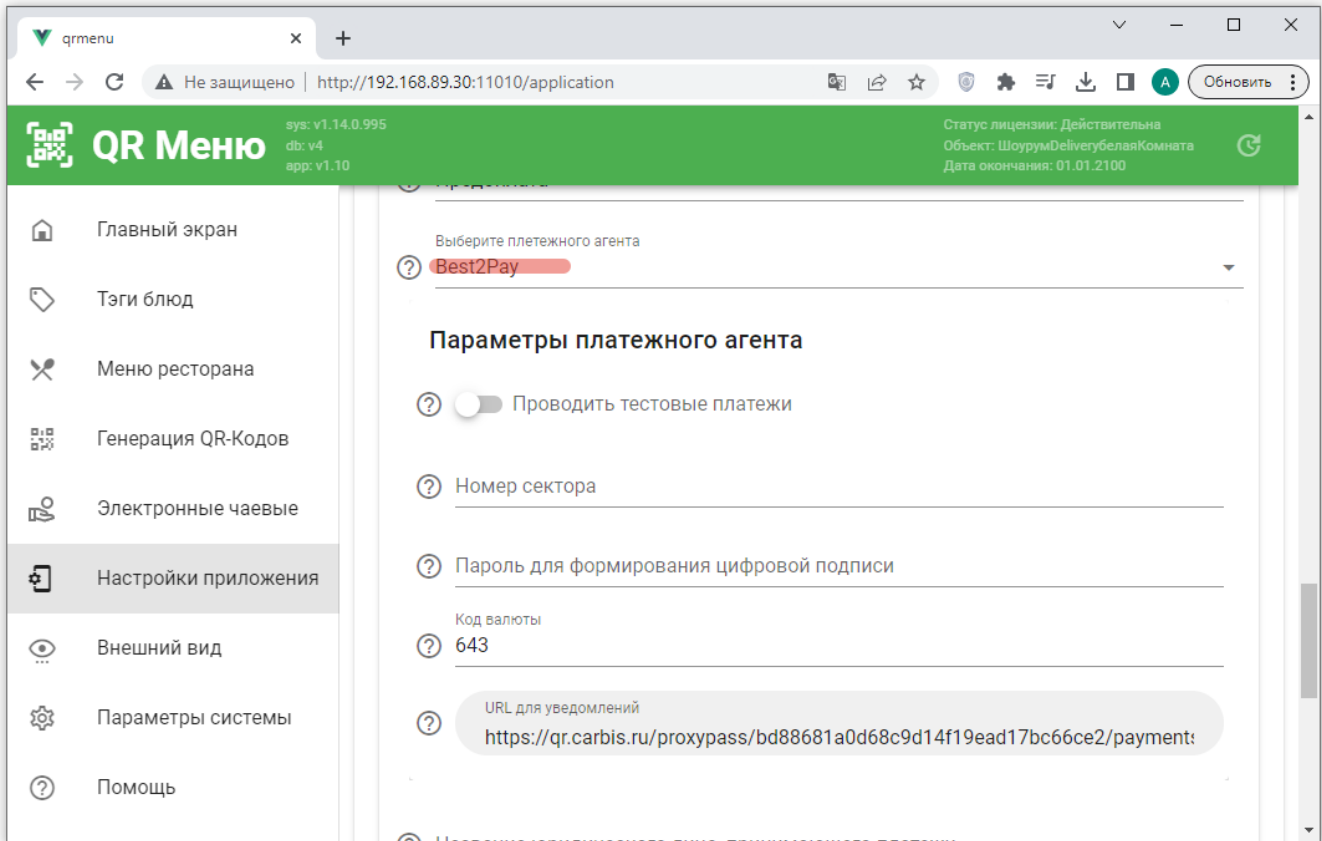 qrmenu
Не защищено | http://192.168.89.30:11010/application
A
Обновить
QR Меню
sys: v1.14.0.995
db: v4
app: v1.10
Статус лицензии: Действительна
Объект: ШоурумDeliveryбелаяКомната
Дата окончания: 01.01.2100
Главный экран
Тэги блюд
Меню ресторана
Генерация QR-Кодов
Электронные чаевые
Настройки приложения
Внешний вид
Параметры системы
Помощь
Выберите плетежного агента
Best2Pay
Параметры платежного агента
Проводить тестовые платежи
Номер сектора
Пароль для формирования цифровой подписи
Код валюты
643
URL для уведомлений
https://qr.carbis.ru/proxypass/bd88681a0d68c9d14f19ead17bc66ce2/payments